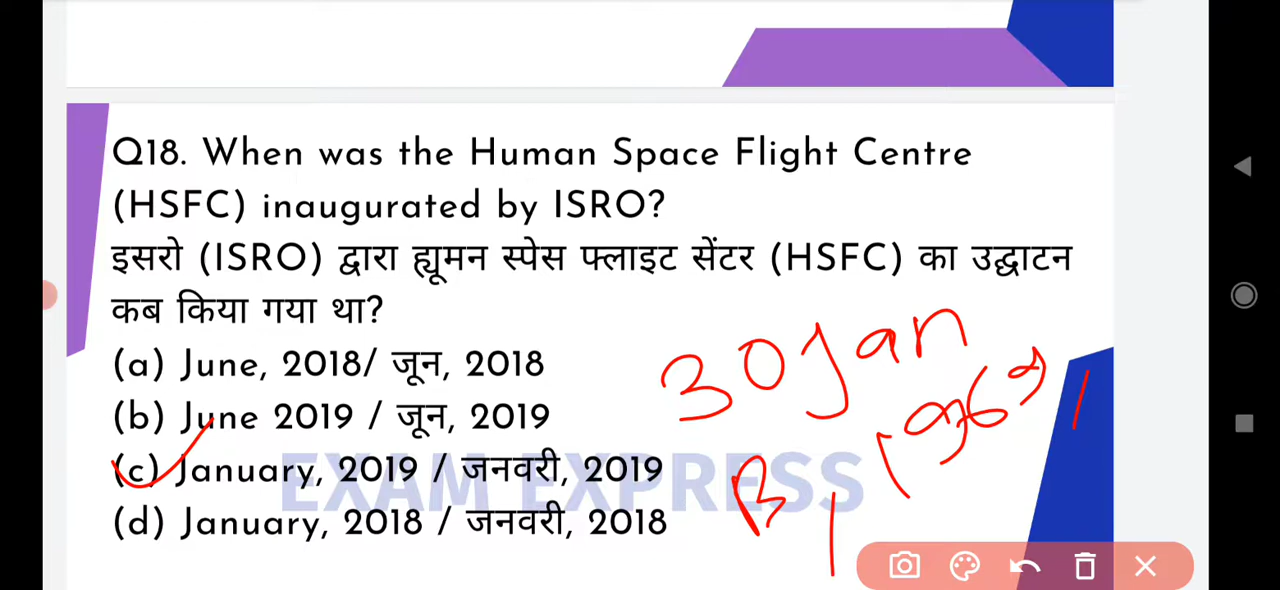 Q18. When was the Human Space Flight Centre
(HSFC) inaugurated by ISRO?
इसरो (ISRO) द्वारा ह्यूमन स्पेस फ्लाइट सेंटर (HSFC) का उद्घाटन
कब किया गया था?
(a) June, 2018/ जून, 2018
(b) June 2019 / जून, 2019
(c) January, 2019 / जनवरी, 2019
(d) January, 2018 / जनवरी, 2018
EXAM EXPRESS
30 Jan